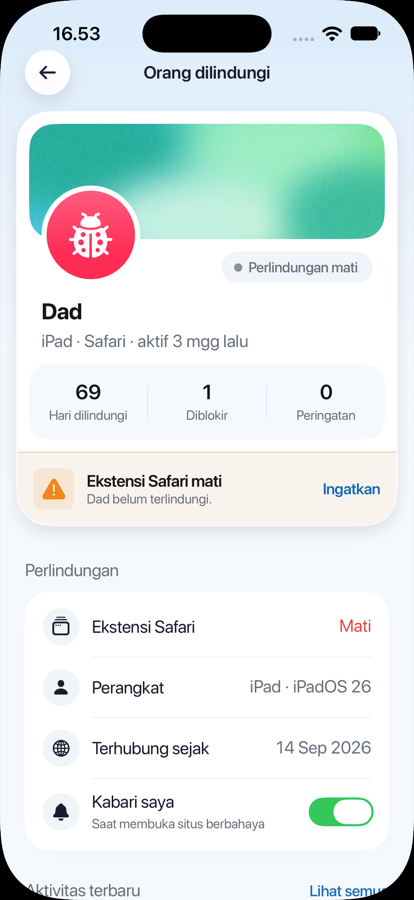 16.53
Orang dilindungi
Perlindungan mati
Dad
iPad · Safari · aktif 3 mgg lalu
69
Hari dilindungi
1
Diblokir
0
Peringatan
Ekstensi Safari mati
Dad belum terlindungi.
Ingatkan
Perlindungan
Ekstensi Safari
Mati
Perangkat
iPad · iPadOS 26
Terhubung sejak
14 Sep 2026
Kabari saya
Saat membuka situs berbahaya
Aktivitas terbaru
Lihat semu